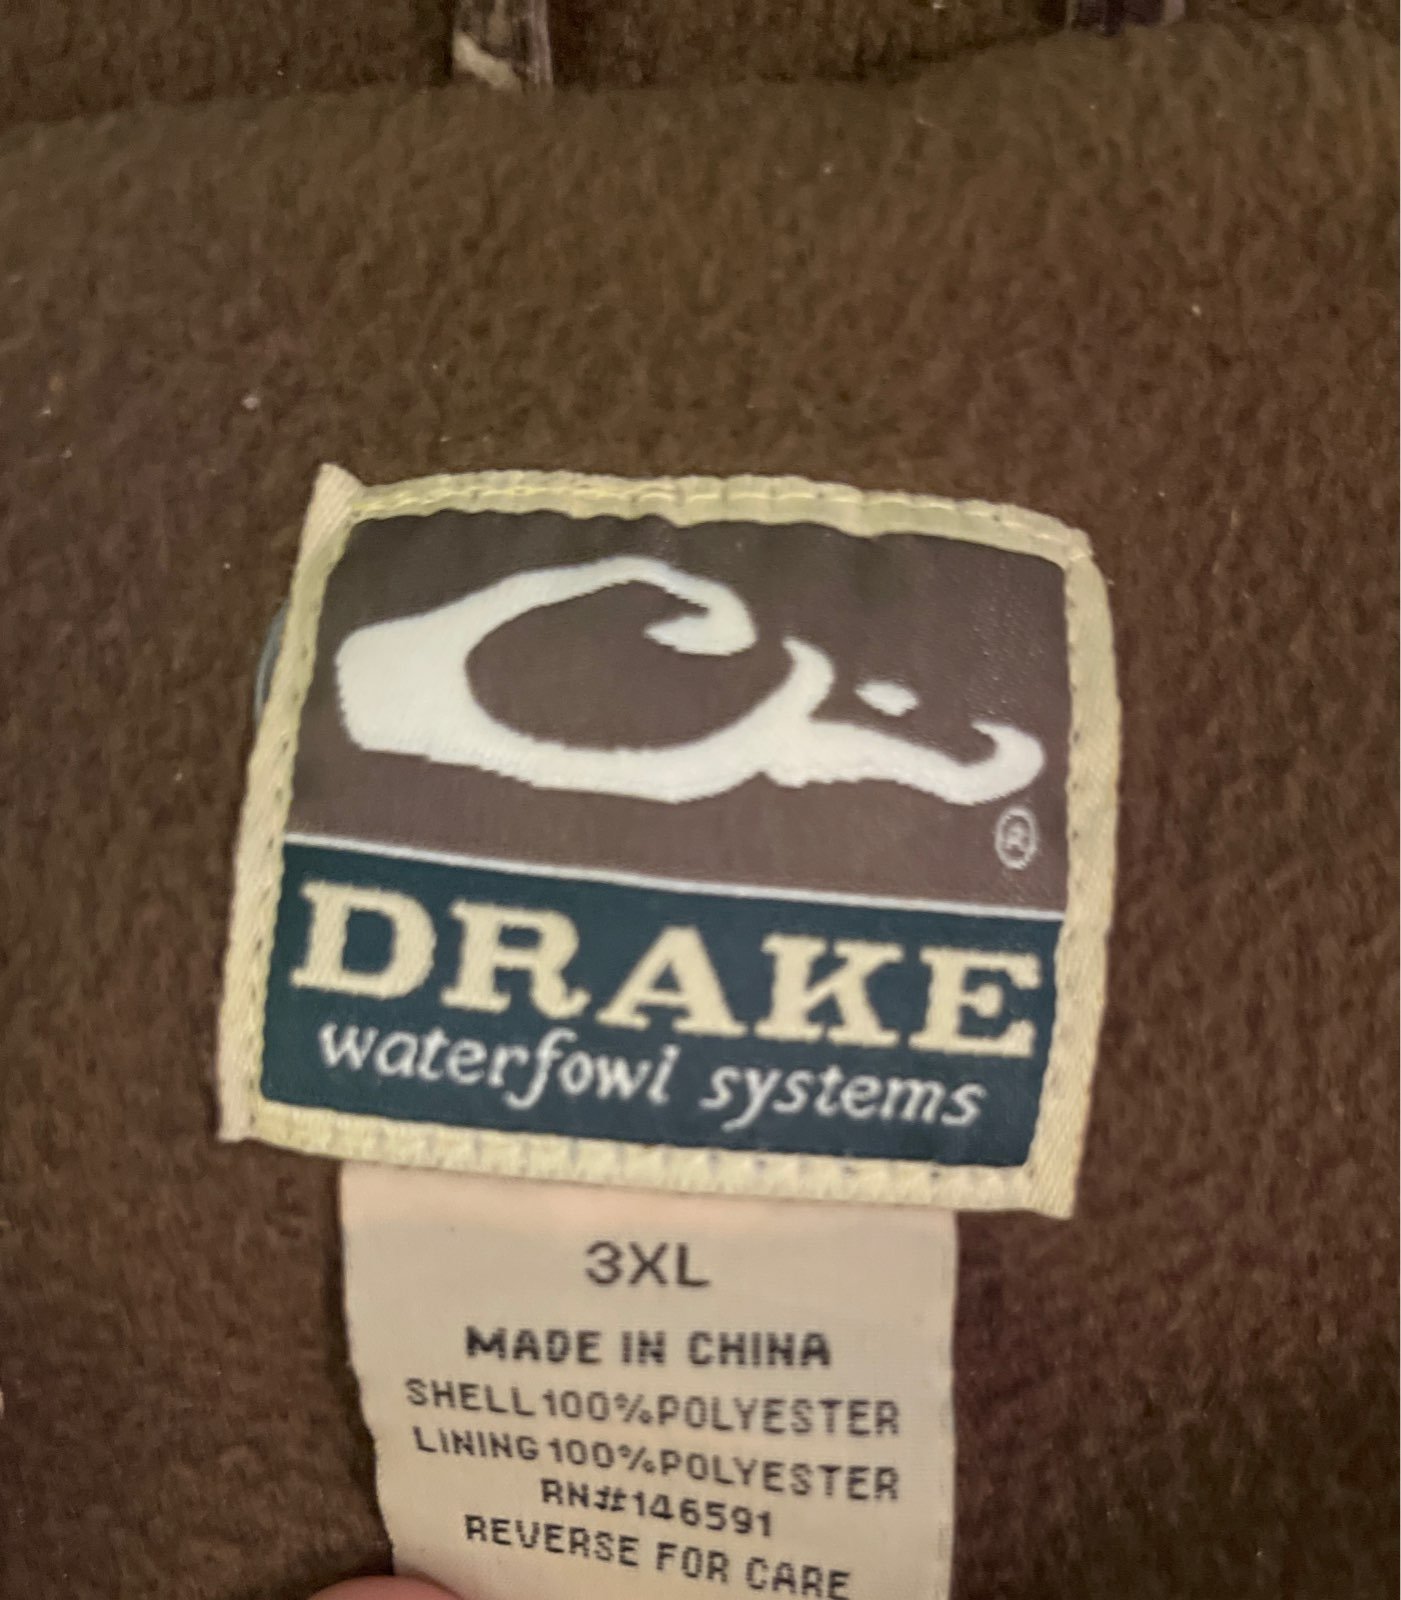 ®
DRAKE
waterfowl systems
3XL
MADE IN CHINA
SHELL 100% POLYESTER
LINING 100% POLYESTER
RN# 146591
REVERSE FOR CARE